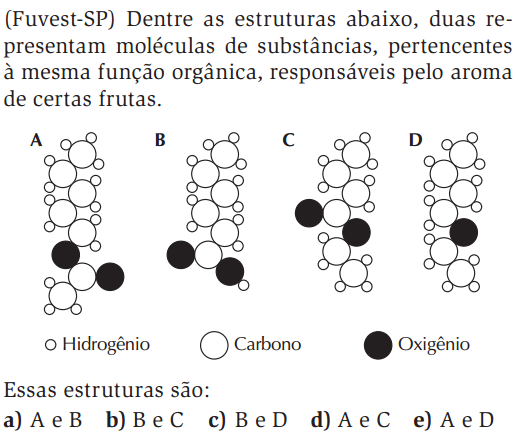 (Fuvest-SP) Dentre as estruturas abaixo, duas re-
presentam moléculas de substâncias, pertencentes
à mesma função orgânica, responsáveis pelo aroma
de certas frutas.
A B C D
Hidrogênio Carbono Oxigênio
Essas estruturas são:
a) A e B b) B e C c) B e D d) A e C e) A e D